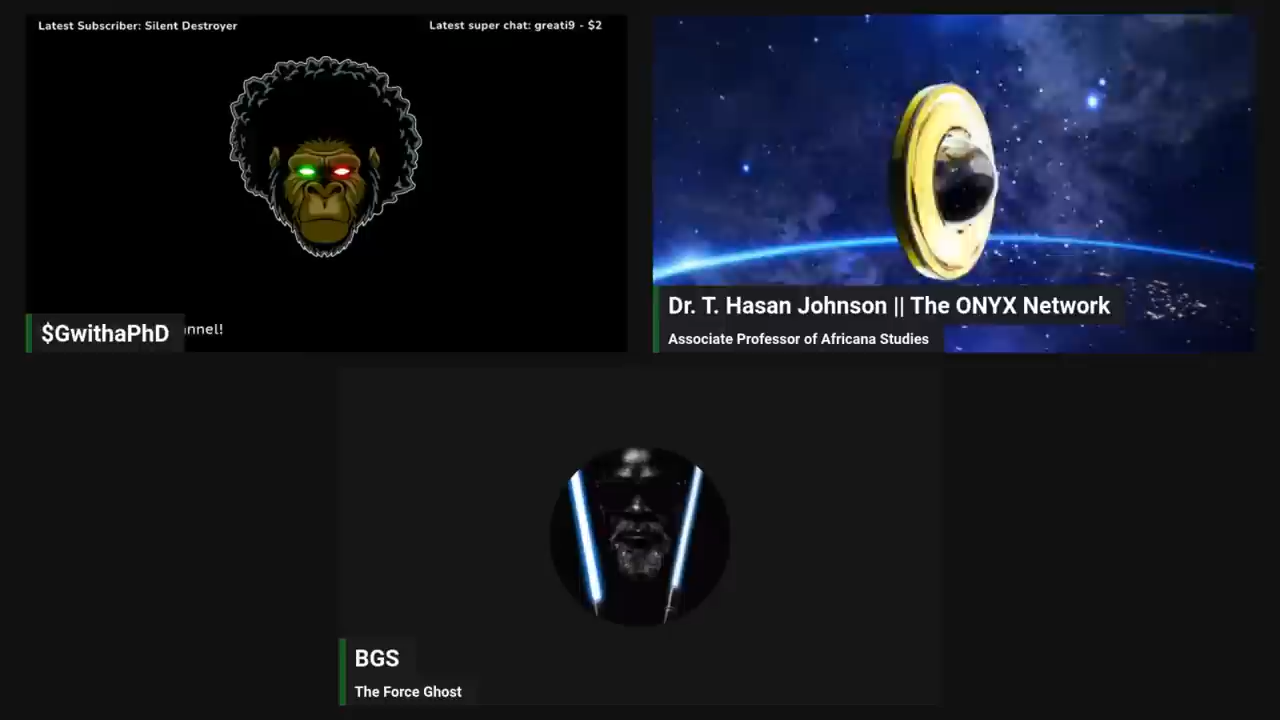 Latest Subscriber: Silent Destroyer
Latest super chat: greati9 - $2
$GwithaPhD
nnel!
Dr. T. Hasan Johnson || The ONYX Network
Associate Professor of Africana Studies
BGS
The Force Ghost